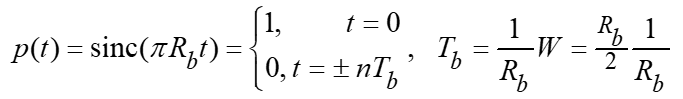 p(t) = sinc(πR_b t) = { 1, t = 0 ; 0, t = ± nT_b , T_b = 1/R_b W = R_b/2 1/R_b